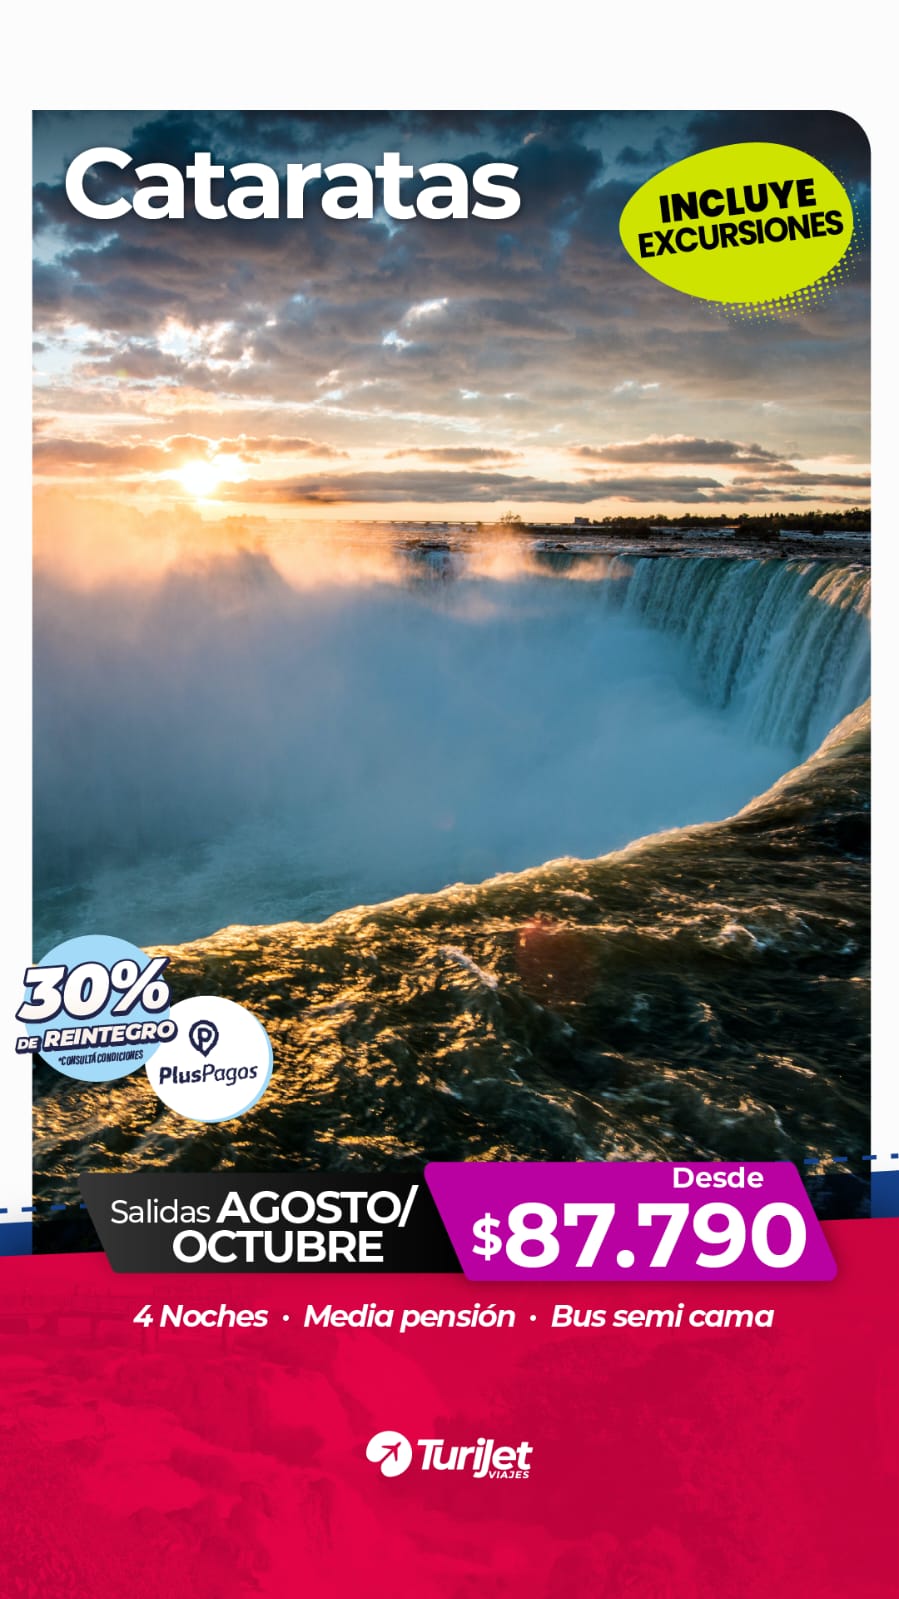 Cataratas
INCLUYE
EXCURSIONES
30%
DE REINTEGRO
*CONSULTÁ CONDICIONES
PlusPagos
Salidas AGOSTO/
OCTUBRE
Desde
$87.790
4 Noches · Media pensión · Bus semi cama
TuriJet
VIAJES